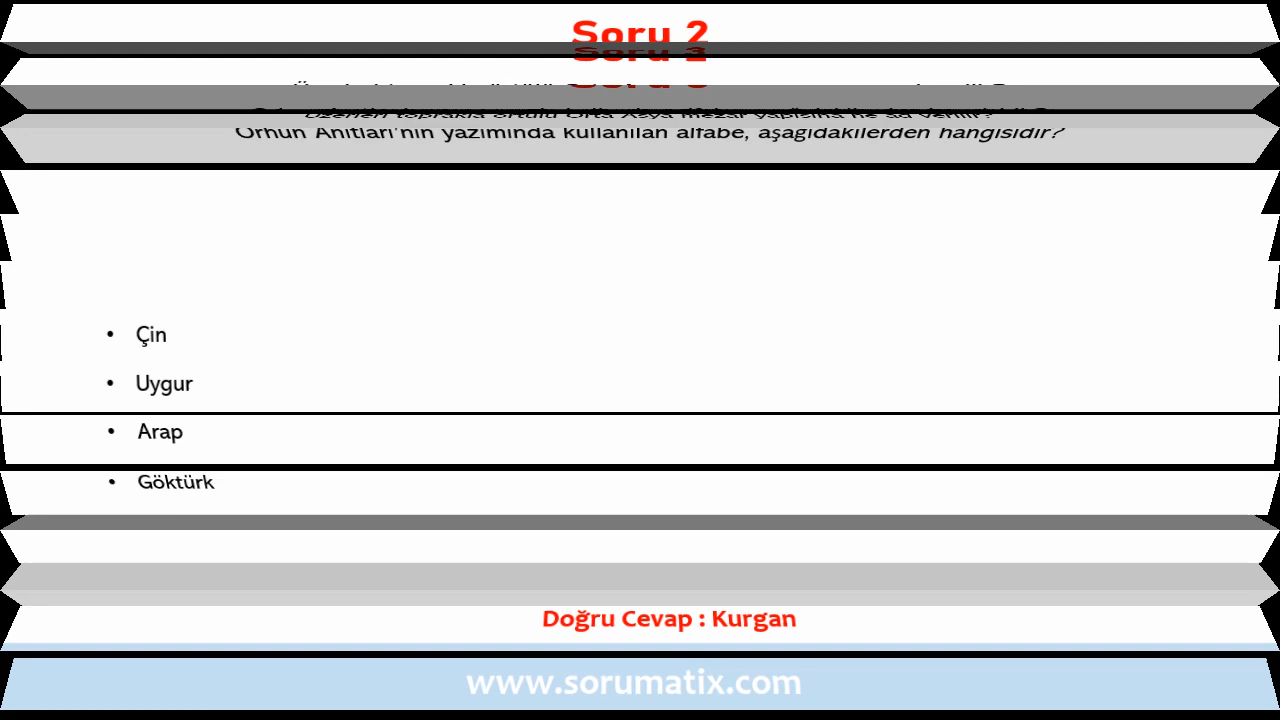 Soru 2
Orhun Anıtları'nın yazımında kullanılan alfabe, aşağıdakilerden hangisidir?
• Çin
• Uygur
• Arap
• Göktürk
Doğru Cevap : Kurgan
www.sorumatix.com